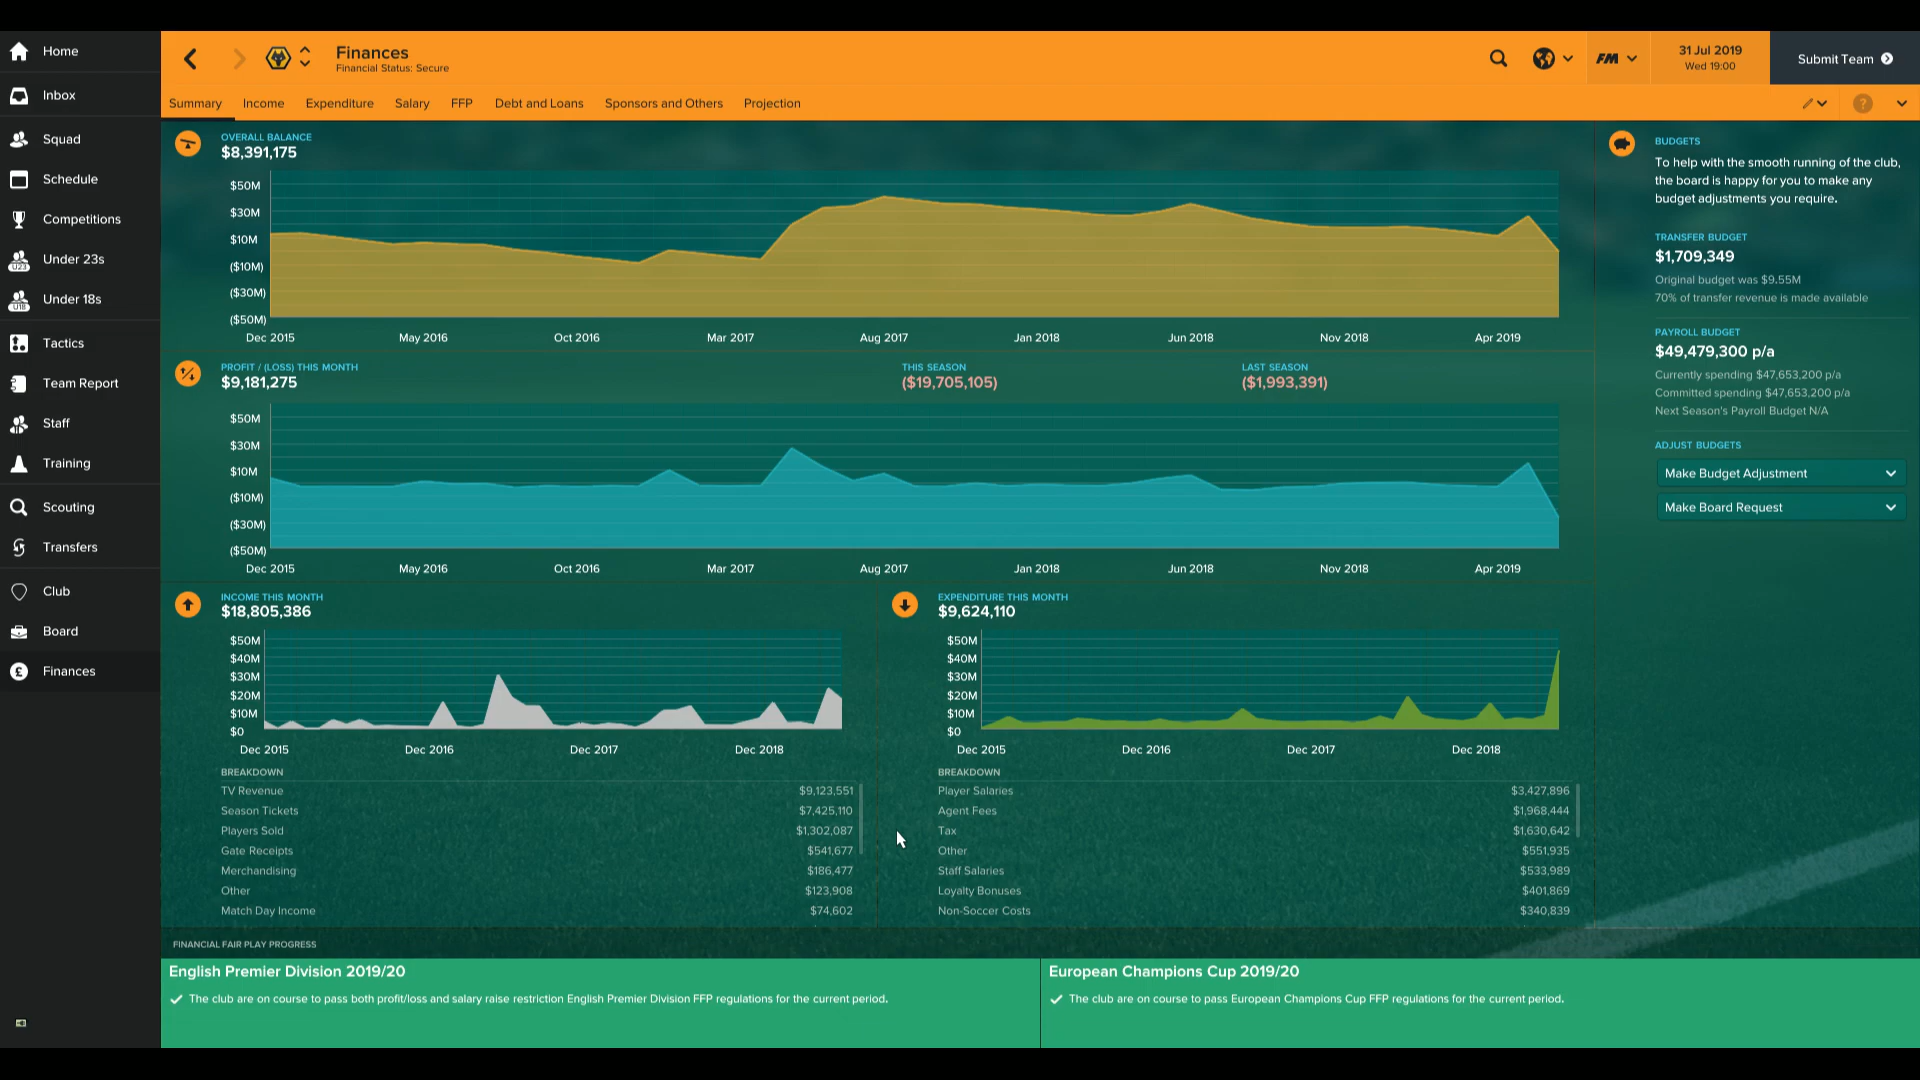 Home
Inbox
Squad
Schedule
Competitions
Under 23s
Under 18s
Tactics
Team Report
Staff
Training
Scouting
Transfers
Club
Board
Finances
Finances
Financial Status: Secure
FM
31 Jul 2019
Wed 19:00
Submit Team
Summary Income Expenditure Salary FFP Debt and Loans Sponsors and Others Projection
OVERALL BALANCE
$8,391,175
$50M
$30M
$10M
($10M)
($30M)
($50M)
Dec 2015 May 2016 Oct 2016 Mar 2017 Aug 2017 Jan 2018 Jun 2018 Nov 2018 Apr 2019
PROFIT / (LOSS) THIS MONTH
$9,181,275
THIS SEASON
($19,705,105)
LAST SEASON
($1,993,391)
$50M
$30M
$10M
($10M)
($30M)
($50M)
Dec 2015 May 2016 Oct 2016 Mar 2017 Aug 2017 Jan 2018 Jun 2018 Nov 2018 Apr 2019
INCOME THIS MONTH
$18,805,386
$50M
$40M
$30M
$20M
$10M
$0
Dec 2015 Dec 2016 Dec 2017 Dec 2018
BREAKDOWN
TV Revenue $9,123,551
Season Tickets $7,425,110
Players Sold $1,302,087
Gate Receipts $541,677
Merchandising $186,477
Other $123,908
Match Day Income $74,602
EXPENDITURE THIS MONTH
$9,624,110
$50M
$40M
$30M
$20M
$10M
$0
Dec 2015 Dec 2016 Dec 2017 Dec 2018
BREAKDOWN
Player Salaries $3,427,896
Agent Fees $1,968,444
Tax $1,630,642
Other $551,935
Staff Salaries $533,989
Loyalty Bonuses $401,869
Non-Soccer Costs $340,839
BUDGETS
To help with the smooth running of the club,
the board is happy for you to make any
budget adjustments you require.
TRANSFER BUDGET
$1,709,349
Original budget was $9.55M
70% of transfer revenue is made available
PAYROLL BUDGET
$49,479,300 p/a
Currently spending $47,653,200 p/a
Committed spending $47,653,200 p/a
Next Season's Payroll Budget N/A
ADJUST BUDGETS
Make Budget Adjustment
Make Board Request
FINANCIAL FAIR PLAY PROGRESS
English Premier Division 2019/20
The club are on course to pass both profit/loss and salary raise restriction English Premier Division FFP regulations for the current period.
European Champions Cup 2019/20
The club are on course to pass European Champions Cup FFP regulations for the current period.